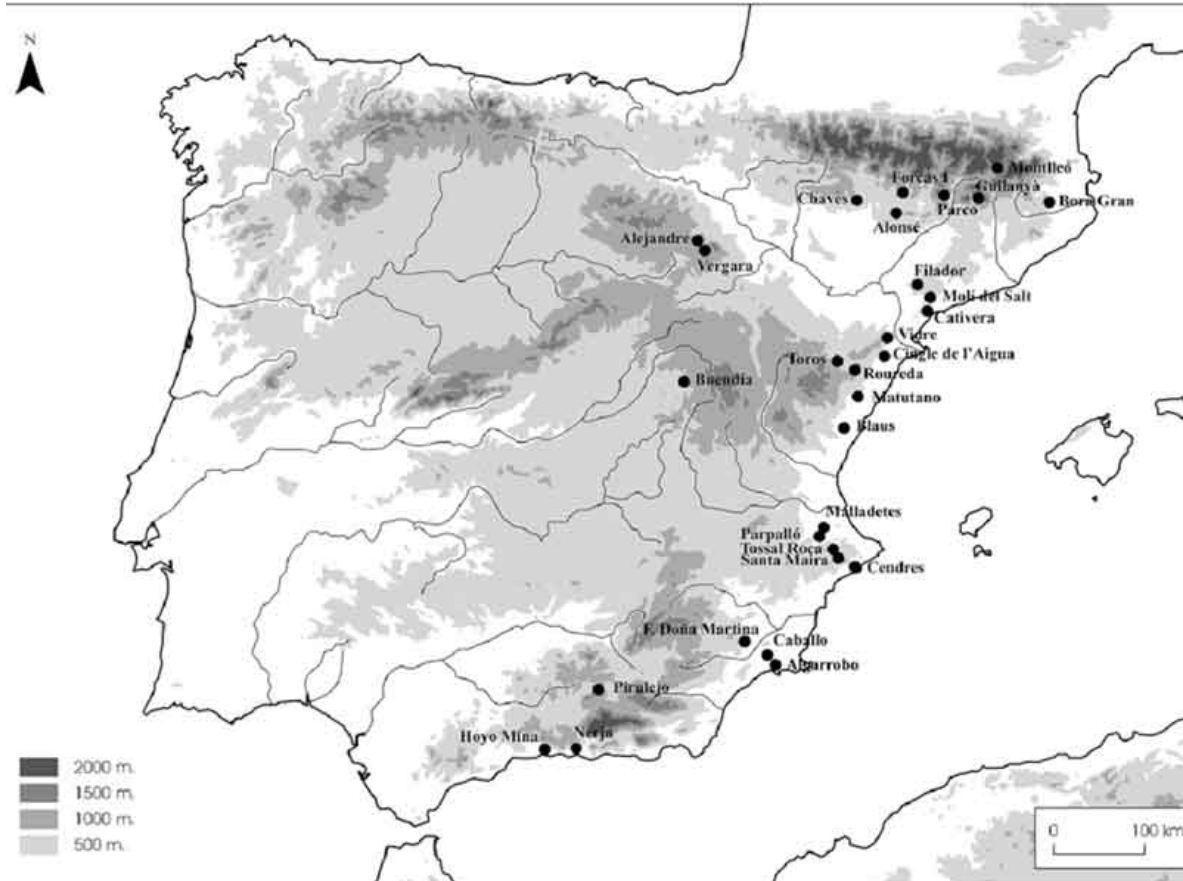 N
Montlleó
Forcas I
Guilanyà
Chaves
Parco
Bora Gran
Alonsé
Alejandre
Vergara
Filador
Molí del Salt
Cativera
Vidre
Cingle de l'Aigua
Toros
Roureda
Buendía
Matutano
Blaus
Malladetes
Parpalló
Tossal Roca
Santa Maira
Cendres
F. Doña Martina
Caballo
Algarrobo
Pirulejo
Hoyo Mina
Nerja
2000 m.
1500 m.
1000 m.
500 m.
0 100 km